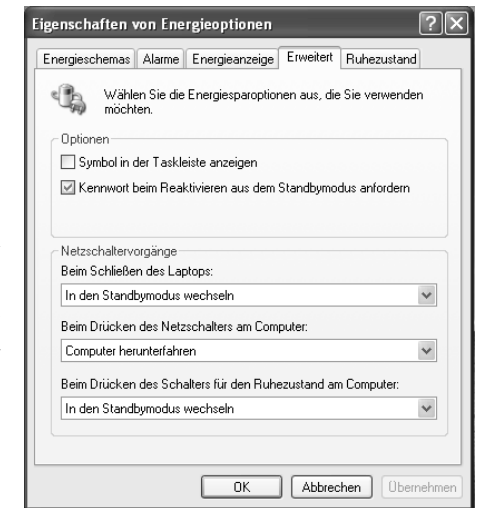 Eigenschaften von Energieoptionen
Energieschemas Alarme Energieanzeige Erweitert Ruhezustand
Wählen Sie die Energiesparoptionen aus, die Sie verwenden
möchten.
Optionen
Symbol in der Taskleiste anzeigen
Kennwort beim Reaktivieren aus dem Standbymodus anfordern
Netzschaltervorgänge
Beim Schließen des Laptops:
In den Standbymodus wechseln
Beim Drücken des Netzschalters am Computer:
Computer herunterfahren
Beim Drücken des Schalters für den Ruhezustand am Computer:
In den Standbymodus wechseln
OK Abbrechen Übernehmen